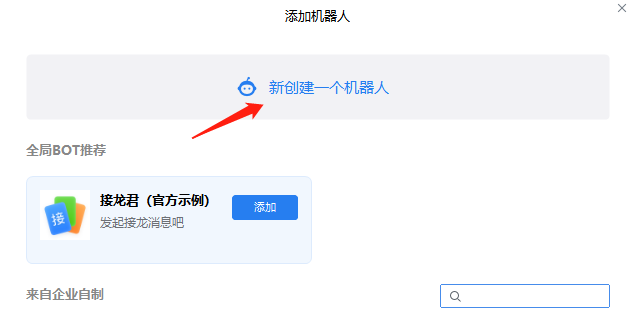 添加机器人
新创建一个机器人
全局BOT推荐
接
接龙君（官方示例）
发起接龙消息吧
添加
来自企业自制